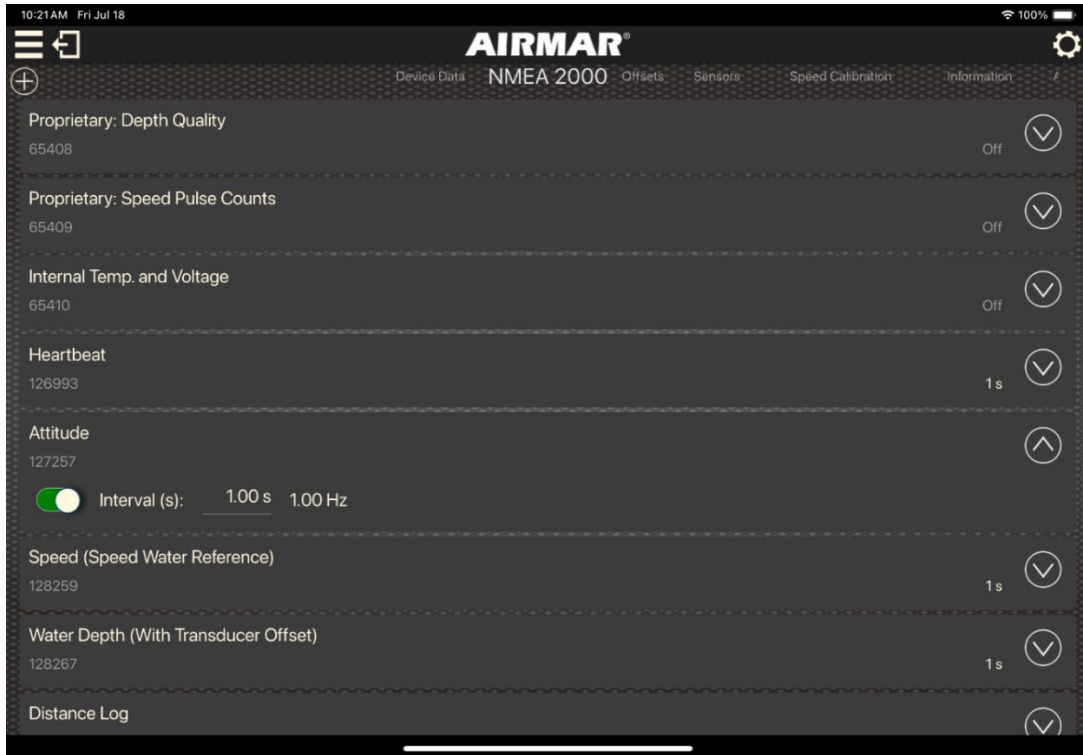 10:21 AM Fri Jul 18 100%
AIRMAR®
Device Data NMEA 2000 Offsets Sensors Speed Calibration Information
Proprietary: Depth Quality
65408 Off
Proprietary: Speed Pulse Counts
65409 Off
Internal Temp. and Voltage
65410 Off
Heartbeat
126993 1 s
Attitude
127257
Interval (s): 1.00 s 1.00 Hz
Speed (Speed Water Reference)
128259 1 s
Water Depth (With Transducer Offset)
128267 1 s
Distance Log